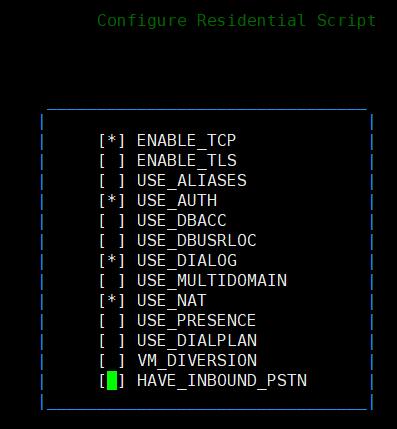 Configure Residential Script
[*] ENABLE_TCP
[ ] ENABLE_TLS
[ ] USE_ALIASES
[*] USE_AUTH
[ ] USE_DBACC
[ ] USE_DBUSRLOC
[*] USE_DIALOG
[ ] USE_MULTIDOMAIN
[*] USE_NAT
[ ] USE_PRESENCE
[ ] USE_DIALPLAN
[ ] VM_DIVERSION
[ ] HAVE_INBOUND_PSTN